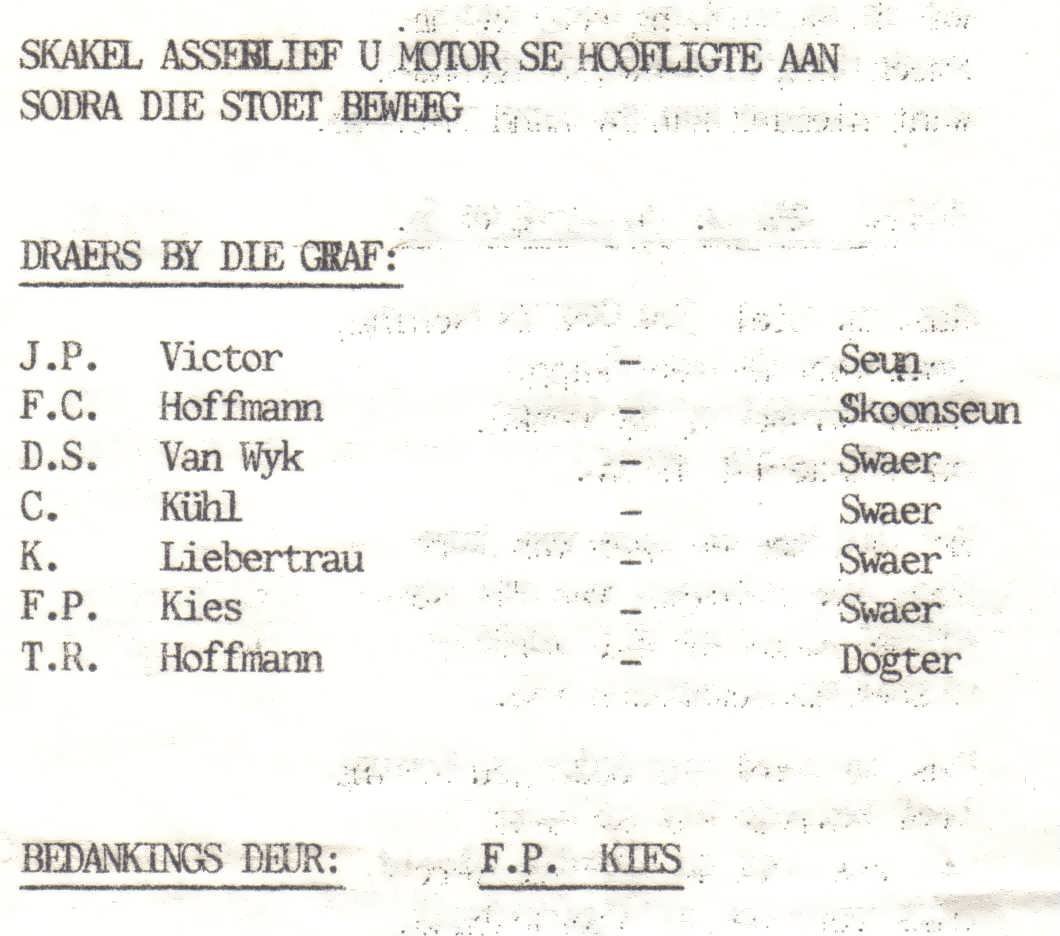 SKAKEL ASSEBLIEF U MOTOR SE HOOFLIGTE AAN
SODRA DIE STOET BEWEEG
DRAERS BY DIE GRAF:
J.P. Victor - Seun
F.C. Hoffmann - Skoonseun
D.S. Van Wyk - Swaer
C. Kühl - Swaer
K. Liebertrau - Swaer
F.P. Kies - Swaer
T.R. Hoffmann - Dogter
BEDANKINGS DEUR: F.P. KIES